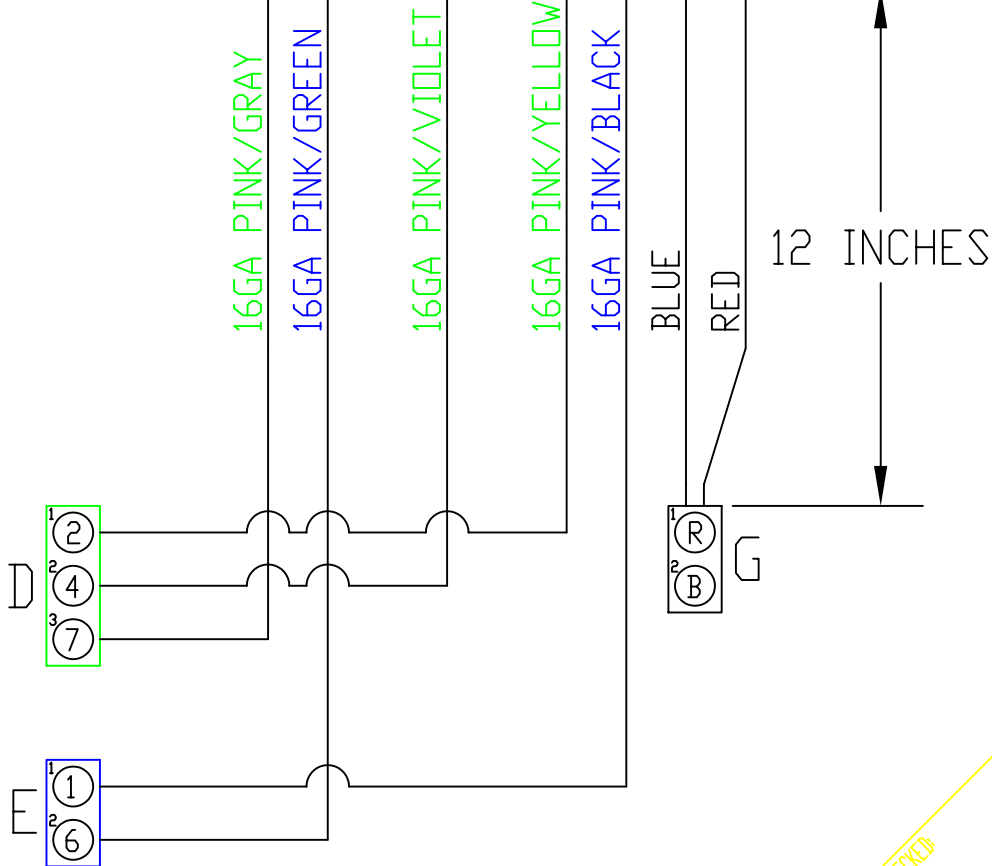 16GA PINK/GRAY
16GA PINK/GREEN
16GA PINK/VIOLET
16GA PINK/YELLLOW
16GA PINK/BLACK
BLUE
RED
12 INCHES
D
1 2
2 4
3 7
G
1 R
2 B
E
1 1
2 6